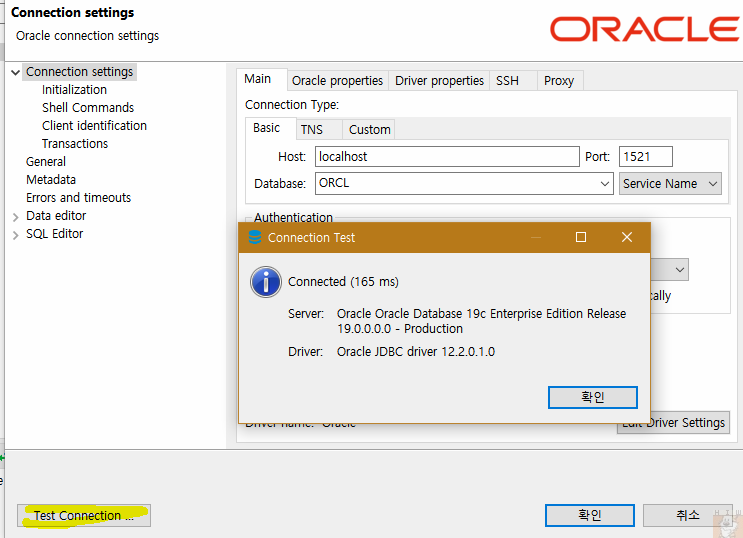 Connection settings
Oracle connection settings
ORACLE
Connection settings
Initialization
Shell Commands
Client identification
Transactions
General
Metadata
Errors and timeouts
Data editor
SQL Editor
Main Oracle properties Driver properties SSH Proxy
Connection Type:
Basic TNS Custom
Host: localhost Port: 1521
Database: ORCL Service Name
Authentication
Connection Test
Connected (165 ms)
Server: Oracle Oracle Database 19c Enterprise Edition Release
19.0.0.0.0 - Production
Driver: Oracle JDBC driver 12.2.0.1.0
확인
cally
Driver name: Oracle Edit Driver Settings
Test Connection ... 확인 취소